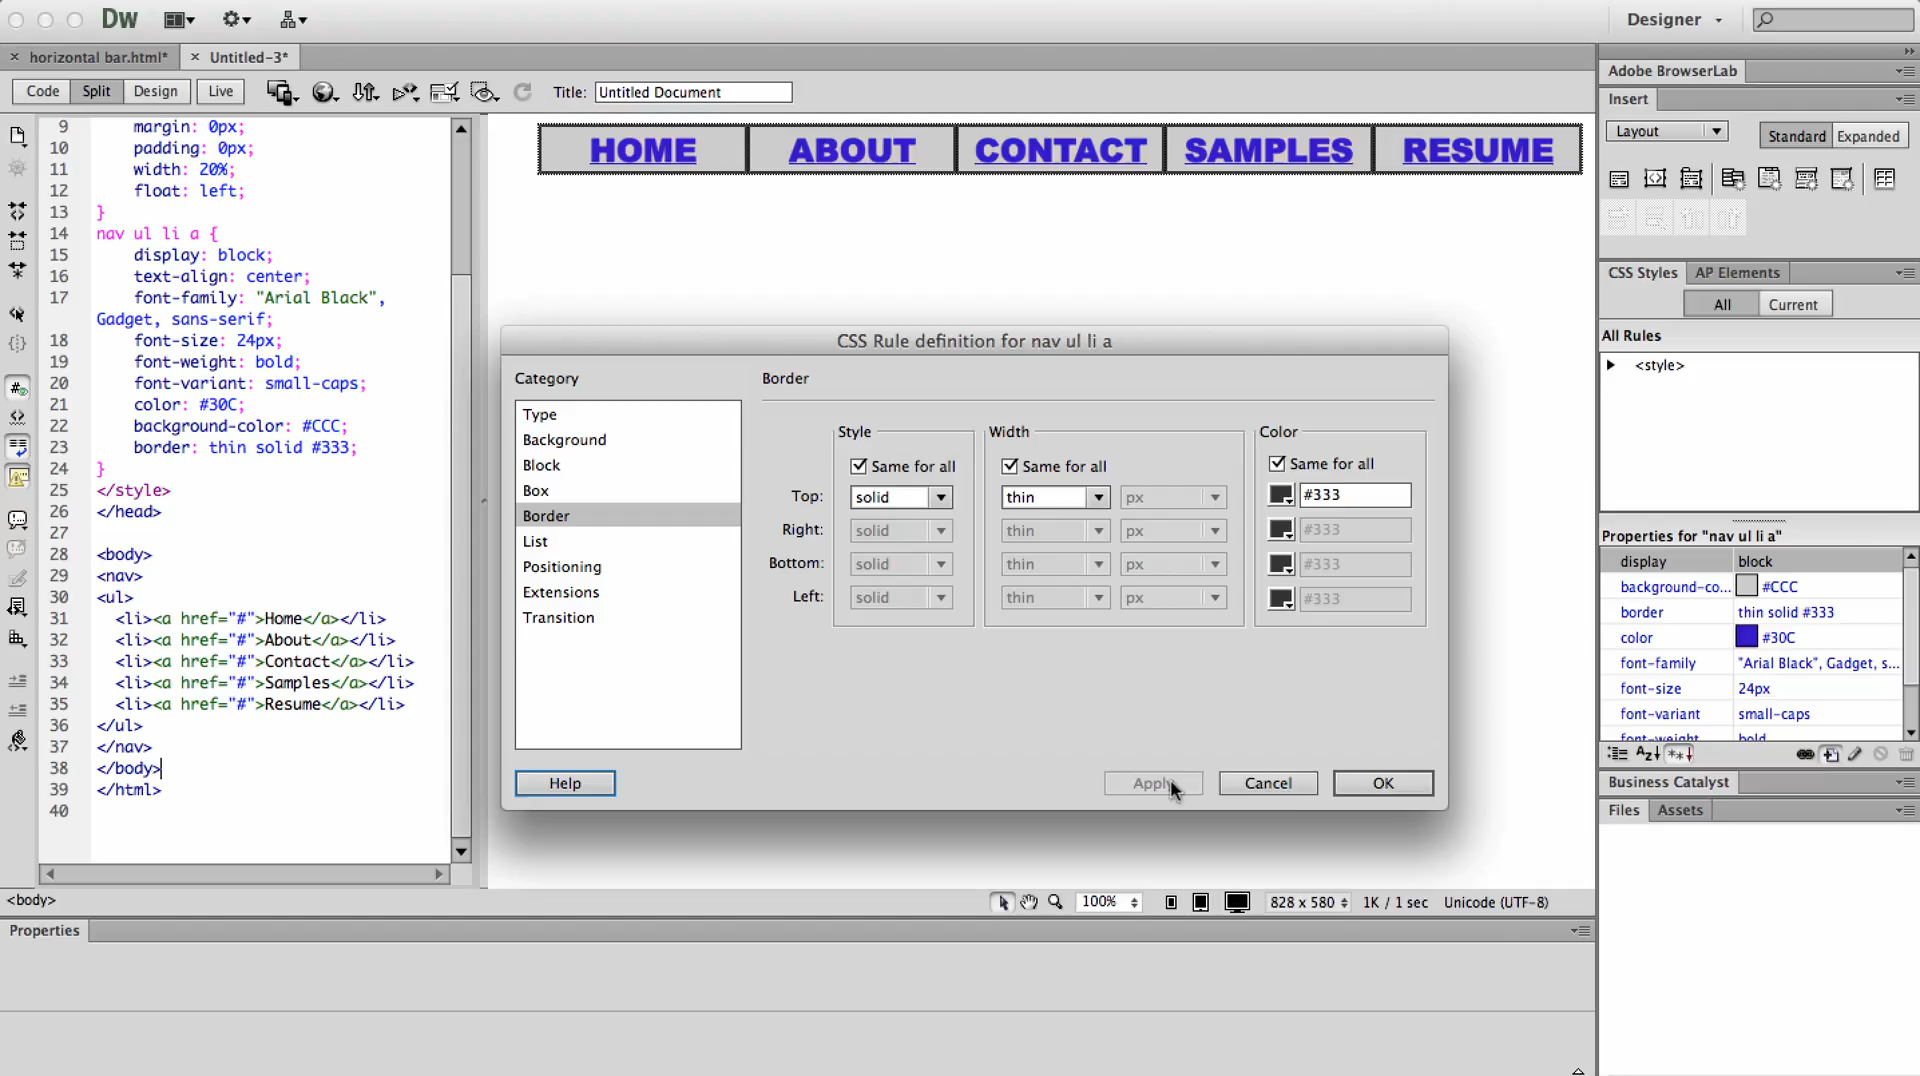 Dw
Designer
horizontal bar.html*
Untitled-3*
Code
Split
Design
Live
Title:
Untitled Document
Adobe BrowserLab
Insert
Layout
Standard
Expanded
CSS Styles
AP Elements
All
Current
All Rules
<style>
Properties for "nav ul li a"
display block
background-co... #CCC
border thin solid #333
color #30C
font-family "Arial Black", Gadget, s...
font-size 24px
font-variant small-caps
font-weight bold
Business Catalyst
Files
Assets
9 margin: 0px;
10 padding: 0px;
11 width: 20%;
12 float: left;
13 }
14 nav ul li a {
15 display: block;
16 text-align: center;
17 font-family: "Arial Black",
Gadget, sans-serif;
18 font-size: 24px;
19 font-weight: bold;
20 font-variant: small-caps;
21 color: #30C;
22 background-color: #CCC;
23 border: thin solid #333;
24 }
25 </style>
26 </head>
27
28 <body>
29 <nav>
30 <ul>
31 <li><a href="#">Home</a></li>
32 <li><a href="#">About</a></li>
33 <li><a href="#">Contact</a></li>
34 <li><a href="#">Samples</a></li>
35 <li><a href="#">Resume</a></li>
36 </ul>
37 </nav>
38 </body>
39 </html>
40
HOME ABOUT CONTACT SAMPLES RESUME
CSS Rule definition for nav ul li a
Category
Type
Background
Block
Box
Border
List
Positioning
Extensions
Transition
Border
Style Width Color
Same for all Same for all Same for all
Top: solid thin px #333
Right: solid thin px #333
Bottom: solid thin px #333
Left: solid thin px #333
Help
Apply
Cancel
OK
<body>
100%
828 x 580
1K / 1 sec
Unicode (UTF-8)
Properties